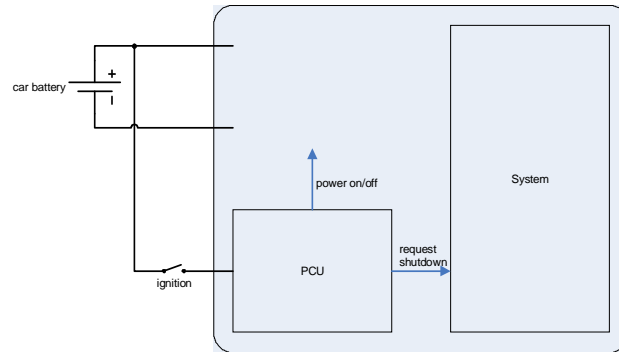 +
car battery
power on/off
System
request
shutdown
PCU
ignition